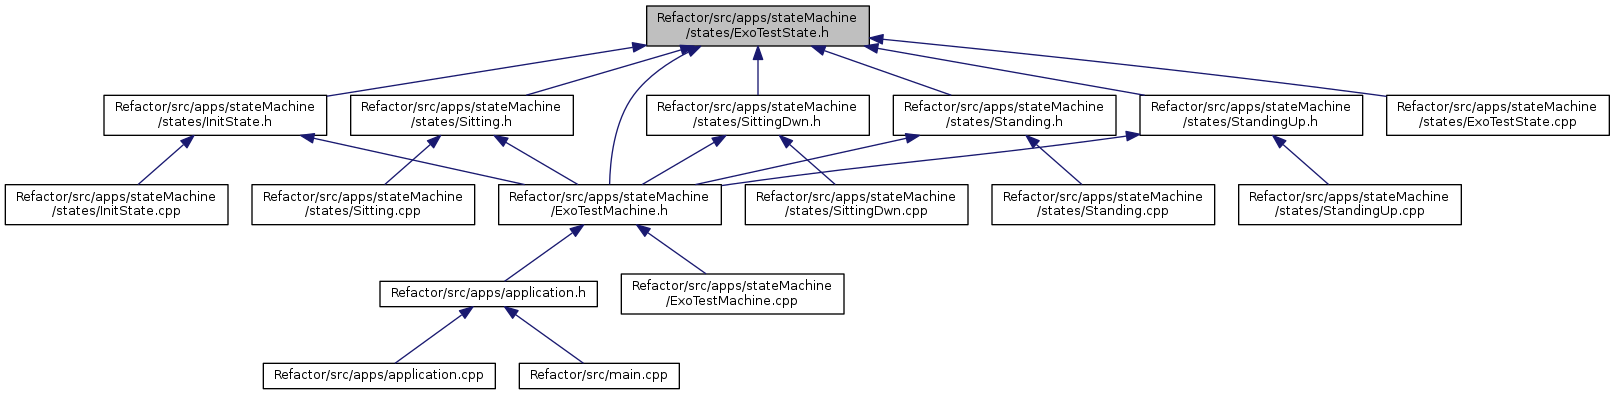 Refactor/src/apps/stateMachine
/states/ExoTestState.h
Refactor/src/apps/stateMachine
/states/InitState.h
Refactor/src/apps/stateMachine
/states/Sitting.h
Refactor/src/apps/stateMachine
/states/SittingDwn.h
Refactor/src/apps/stateMachine
/states/Standing.h
Refactor/src/apps/stateMachine
/states/StandingUp.h
Refactor/src/apps/stateMachine
/states/ExoTestState.cpp
Refactor/src/apps/stateMachine
/states/InitState.cpp
Refactor/src/apps/stateMachine
/states/Sitting.cpp
Refactor/src/apps/stateMachine
/ExoTestMachine.h
Refactor/src/apps/stateMachine
/states/SittingDwn.cpp
Refactor/src/apps/stateMachine
/states/Standing.cpp
Refactor/src/apps/stateMachine
/states/StandingUp.cpp
Refactor/src/apps/application.h
Refactor/src/apps/stateMachine
/ExoTestMachine.cpp
Refactor/src/apps/application.cpp
Refactor/src/main.cpp